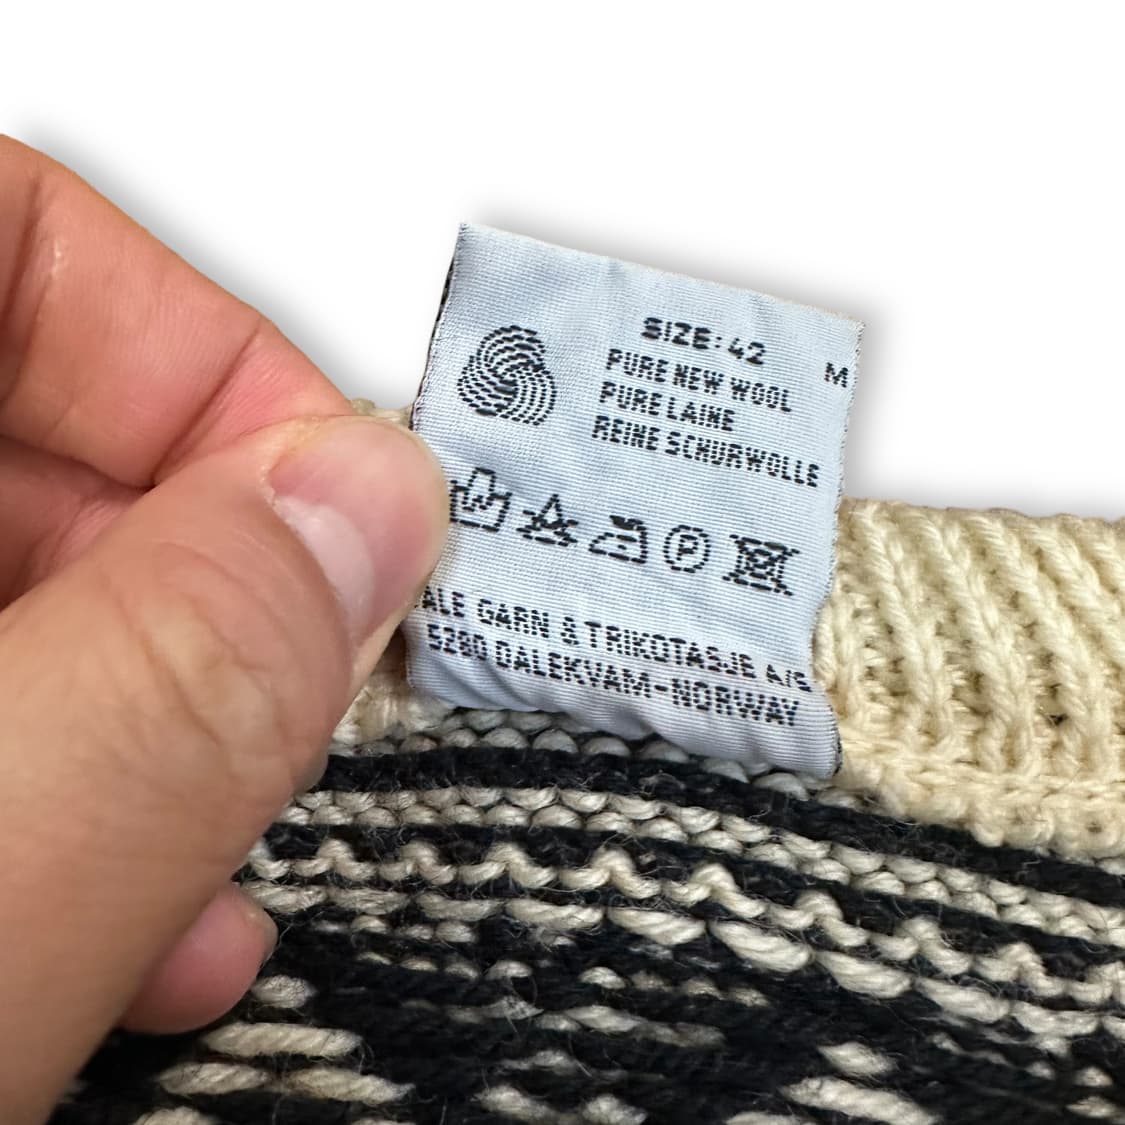 SIZE: 42
M
PURE NEW WOOL
PURE LAINE
REINE SCHURWOLLE
P
ALE GARN & TRIKOTASJE A/S
5280 DALEKVAM-NORWAY